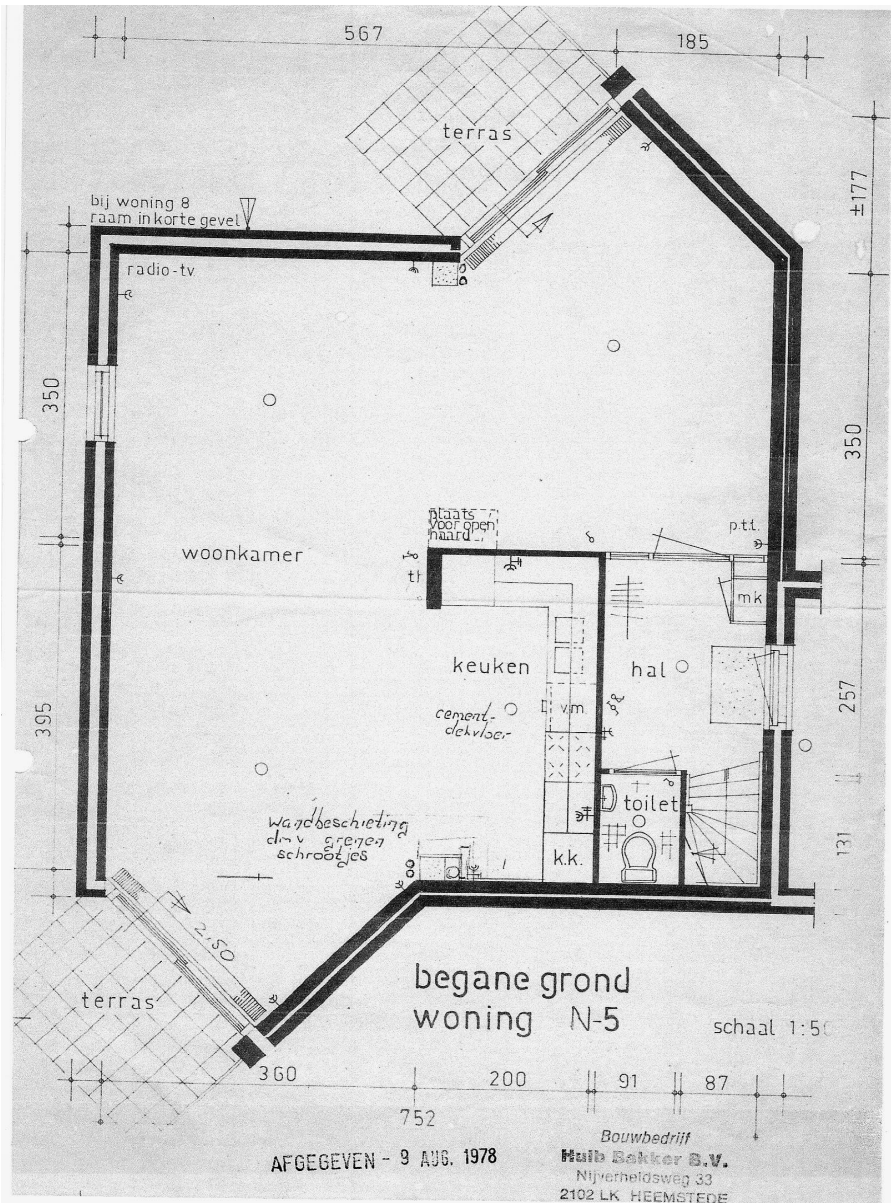 567
185
terras
±177
bij woning 8
raam in korte gevel
radio-tv
350
350
plaats
voor open
haard
p.t.t.
woonkamer
th
mk
keuken
hal
cement-
dekvloer
v.m.
257
395
wandbeschieting
d.m.v. grenen
schrootjes
toilet
k.k.
131
2,50
terras
begane grond
woning N-5
schaal 1:50
360
200
91
87
752
AFGEGEVEN - 9 AUG. 1978
Bouwbedrijf
Huib Bakker B.V.
Nijverheidsweg 33
2102 LK HEEMSTEDE